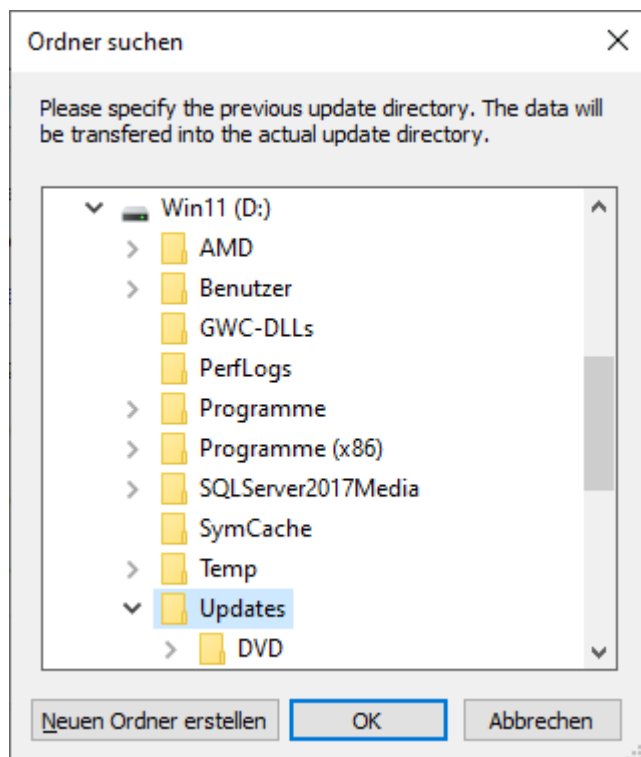 Ordner suchen
Please specify the previous update directory. The data will
be transfered into the actual update directory.
Win11 (D:)
AMD
Benutzer
GWC-DLLs
PerfLogs
Programme
Programme (x86)
SQLServer2017Media
SymCache
Temp
Updates
DVD
Neuen Ordner erstellen OK Abbrechen